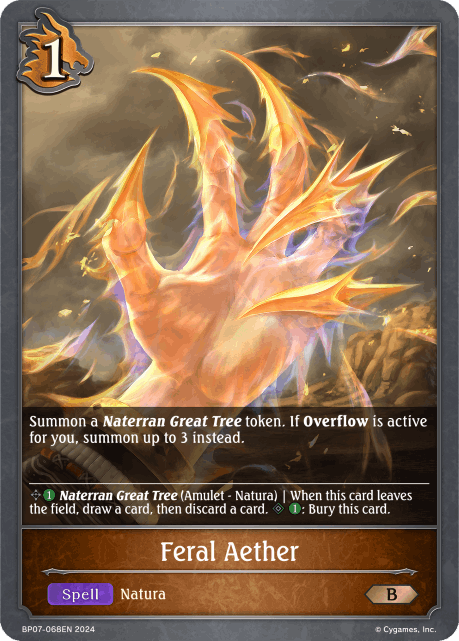 1
Summon a Naterran Great Tree token. If Overflow is active
for you, summon up to 3 instead.
1 Naterran Great Tree (Amulet - Natura) | When this card leaves
the field, draw a card, then discard a card. 1 : Bury this card.
Feral Aether
Spell Natura B
BP07-068EN 2024 © Cygames, Inc.